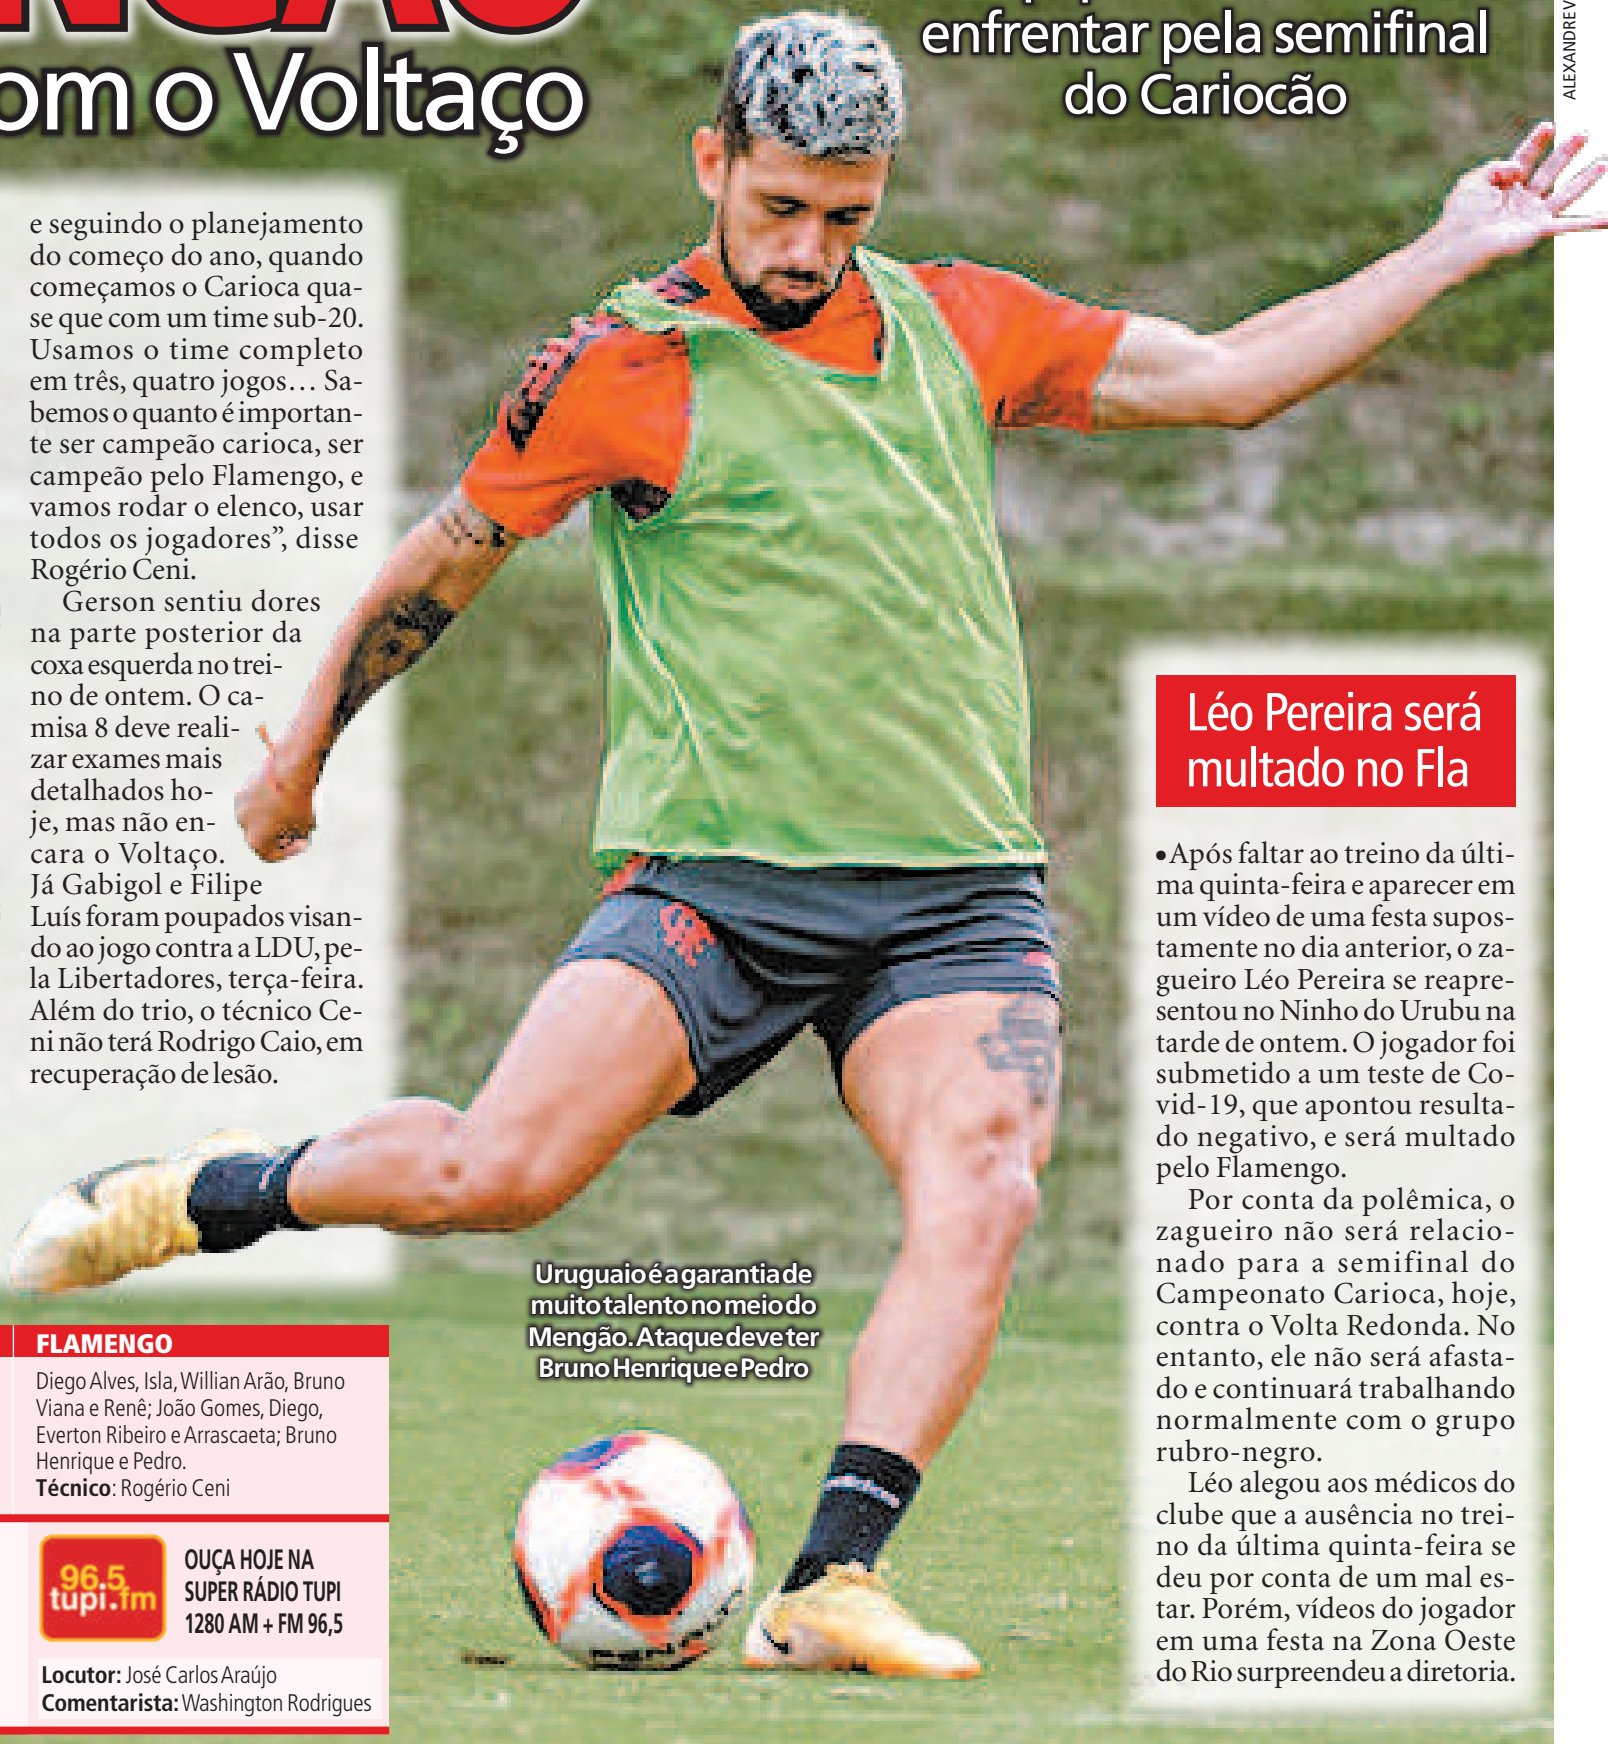 om o Voltaço
enfrentar pela semifinal
do Cariocão
e seguindo o planejamento
do começo do ano, quando
começamos o Carioca qua-
se que com um time sub-20.
Usamos o time completo
em três, quatro jogos… Sa-
bemos o quanto é importan-
te ser campeão carioca, ser
campeão pelo Flamengo, e
vamos rodar o elenco, usar
todos os jogadores”, disse
Rogério Ceni.
Gerson sentiu dores
na parte posterior da
coxa esquerda no trei-
no de ontem. O ca-
misa 8 deve reali-
zar exames mais
detalhados ho-
je, mas não en-
cara o Voltaço.
Já Gabigol e Filipe
Luís foram poupados visan-
do ao jogo contra a LDU, pe-
la Libertadores, terça-feira.
Além do trio, o técnico Ce-
ni não terá Rodrigo Caio, em
recuperação de lesão.
Uruguaio é a garantia de
muito talento no meio do
Mengão. Ataque deve ter
Bruno Henrique e Pedro
FLAMENGO
Diego Alves, Isla, Willian Arão, Bruno
Viana e Renê; João Gomes, Diego,
Everton Ribeiro e Arrascaeta; Bruno
Henrique e Pedro.
Técnico: Rogério Ceni
96.5
tupi.fm
OUÇA HOJE NA
SUPER RÁDIO TUPI
1280 AM + FM 96,5
Locutor: José Carlos Araújo
Comentarista: Washington Rodrigues
Léo Pereira será
multado no Fla
•Após faltar ao treino da últi-
ma quinta-feira e aparecer em
um vídeo de uma festa supos-
tamente no dia anterior, o za-
gueiro Léo Pereira se reapre-
sentou no Ninho do Urubu na
tarde de ontem. O jogador foi
submetido a um teste de Co-
vid-19, que apontou resulta-
do negativo, e será multado
pelo Flamengo.
Por conta da polêmica, o
zagueiro não será relacio-
nado para a semifinal do
Campeonato Carioca, hoje,
contra o Volta Redonda. No
entanto, ele não será afasta-
do e continuará trabalhando
normalmente com o grupo
rubro-negro.
Léo alegou aos médicos do
clube que a ausência no trei-
no da última quinta-feira se
deu por conta de um mal es-
tar. Porém, vídeos do jogador
em uma festa na Zona Oeste
do Rio surpreendeu a diretoria.
ALEXANDRE V